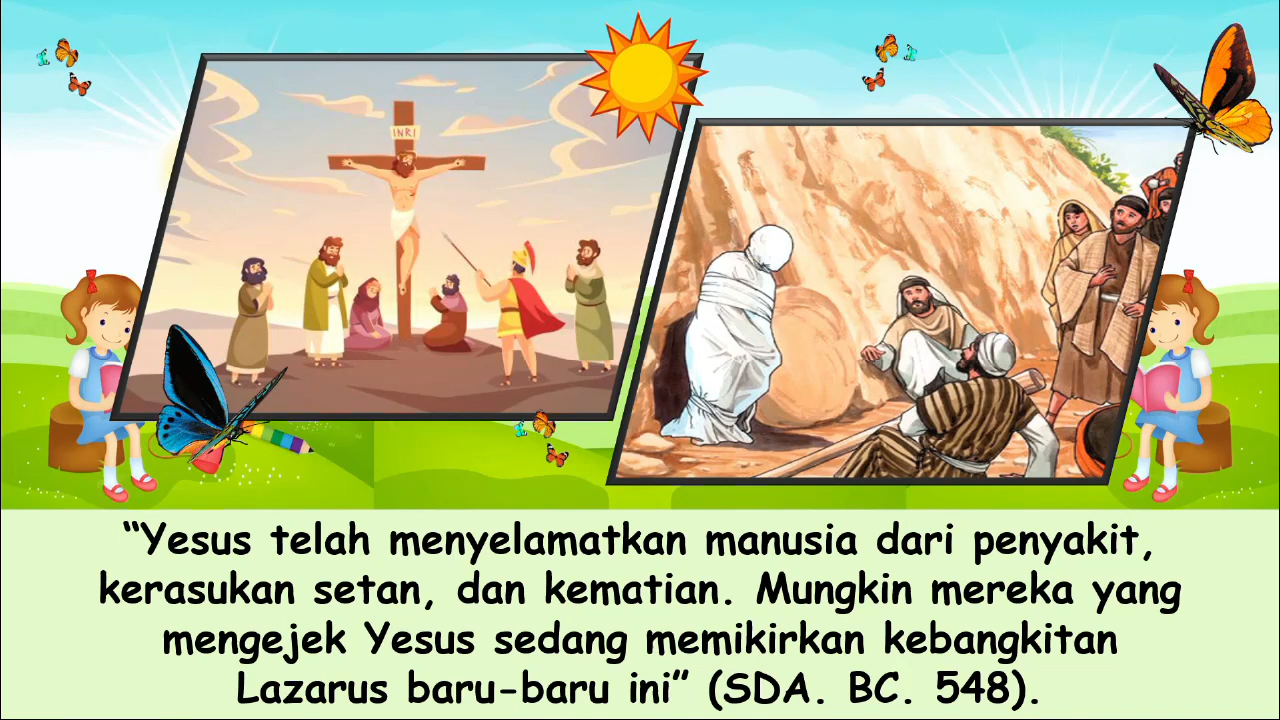 INRI
“Yesus telah menyelamatkan manusia dari penyakit,
kerasukan setan, dan kematian. Mungkin mereka yang
mengejek Yesus sedang memikirkan kebangkitan
Lazarus baru-baru ini” (SDA. BC. 548).